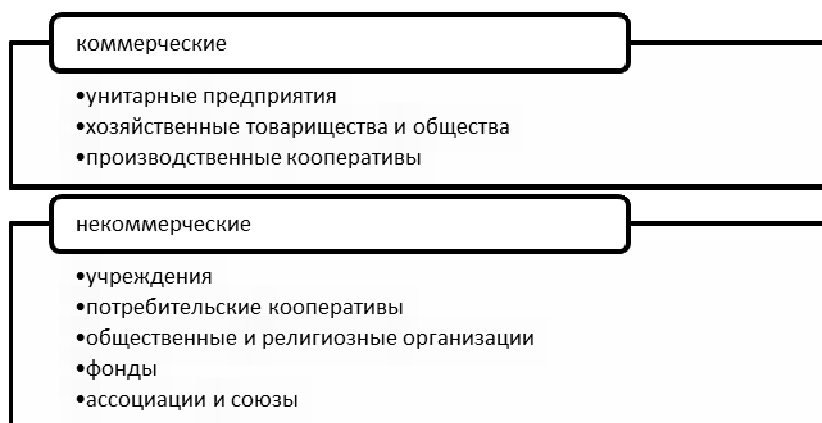 коммерческие
•унитарные предприятия
•хозяйственные товарищества и общества
•производственные кооперативы
некоммерческие
•учреждения
•потребительские кооперативы
•общественные и религиозные организации
•фонды
•ассоциации и союзы